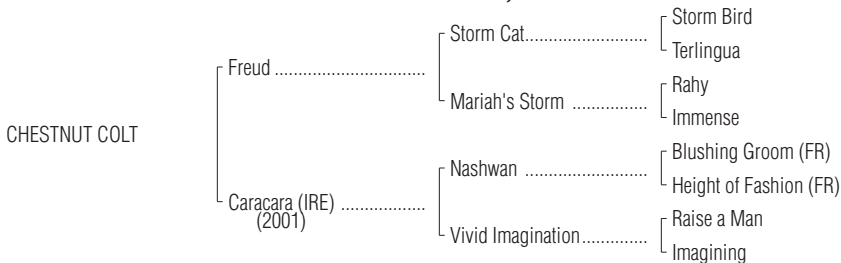 Storm Bird
Storm Cat..........................
Terlingua
Freud ................................
Rahy
Mariah's Storm ................
Immense
CHESTNUT COLT
Blushing Groom (FR)
Nashwan ..........................
Height of Fashion (FR)
Caracara (IRE) ..................
(2001)
Raise a Man
Vivid Imagination..............
Imagining